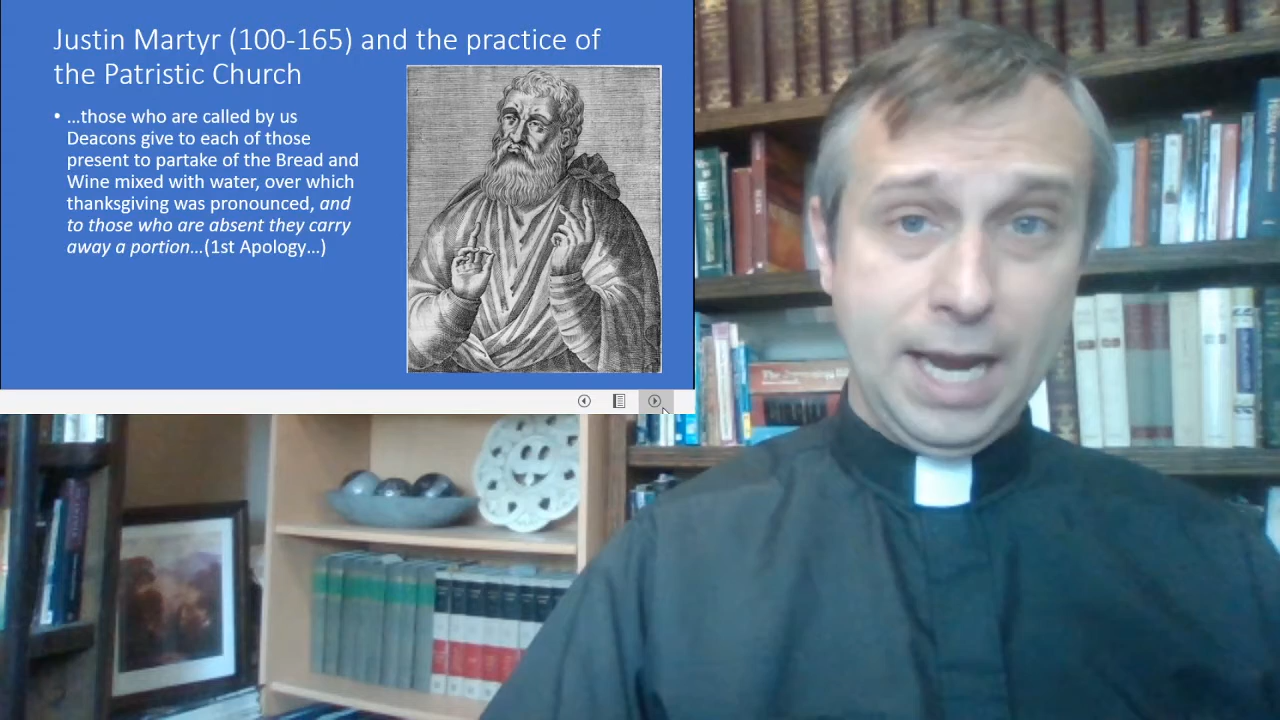 Justin Martyr (100-165) and the practice of
the Patristic Church
• …those who are called by us
Deacons give to each of those
present to partake of the Bread and
Wine mixed with water, over which
thanksgiving was pronounced, and
to those who are absent they carry
away a portion…(1st Apology…)